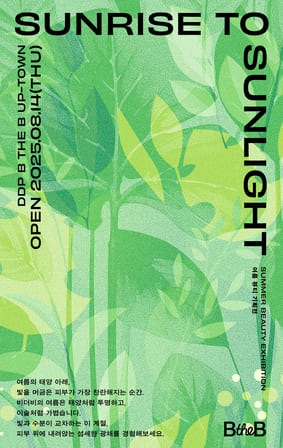 SUNRISE TO
SUNLIGHT
DDP B THE B UP-TOWN
OPEN 2025.08.14(THU)
SUMMER BEAUTY EXHIBITION
여름 뷰티 기획전
여름의 태양 아래,
빛을 머금은 피부가 가장 찬란해지는 순간.
비더비의 여름은 태양처럼 투명하고,
이슬처럼 가볍습니다.
빛과 수분이 교차하는 이 계절,
피부 위에 내려앉는 섬세한 광채를 경험해보세요.
BtheB